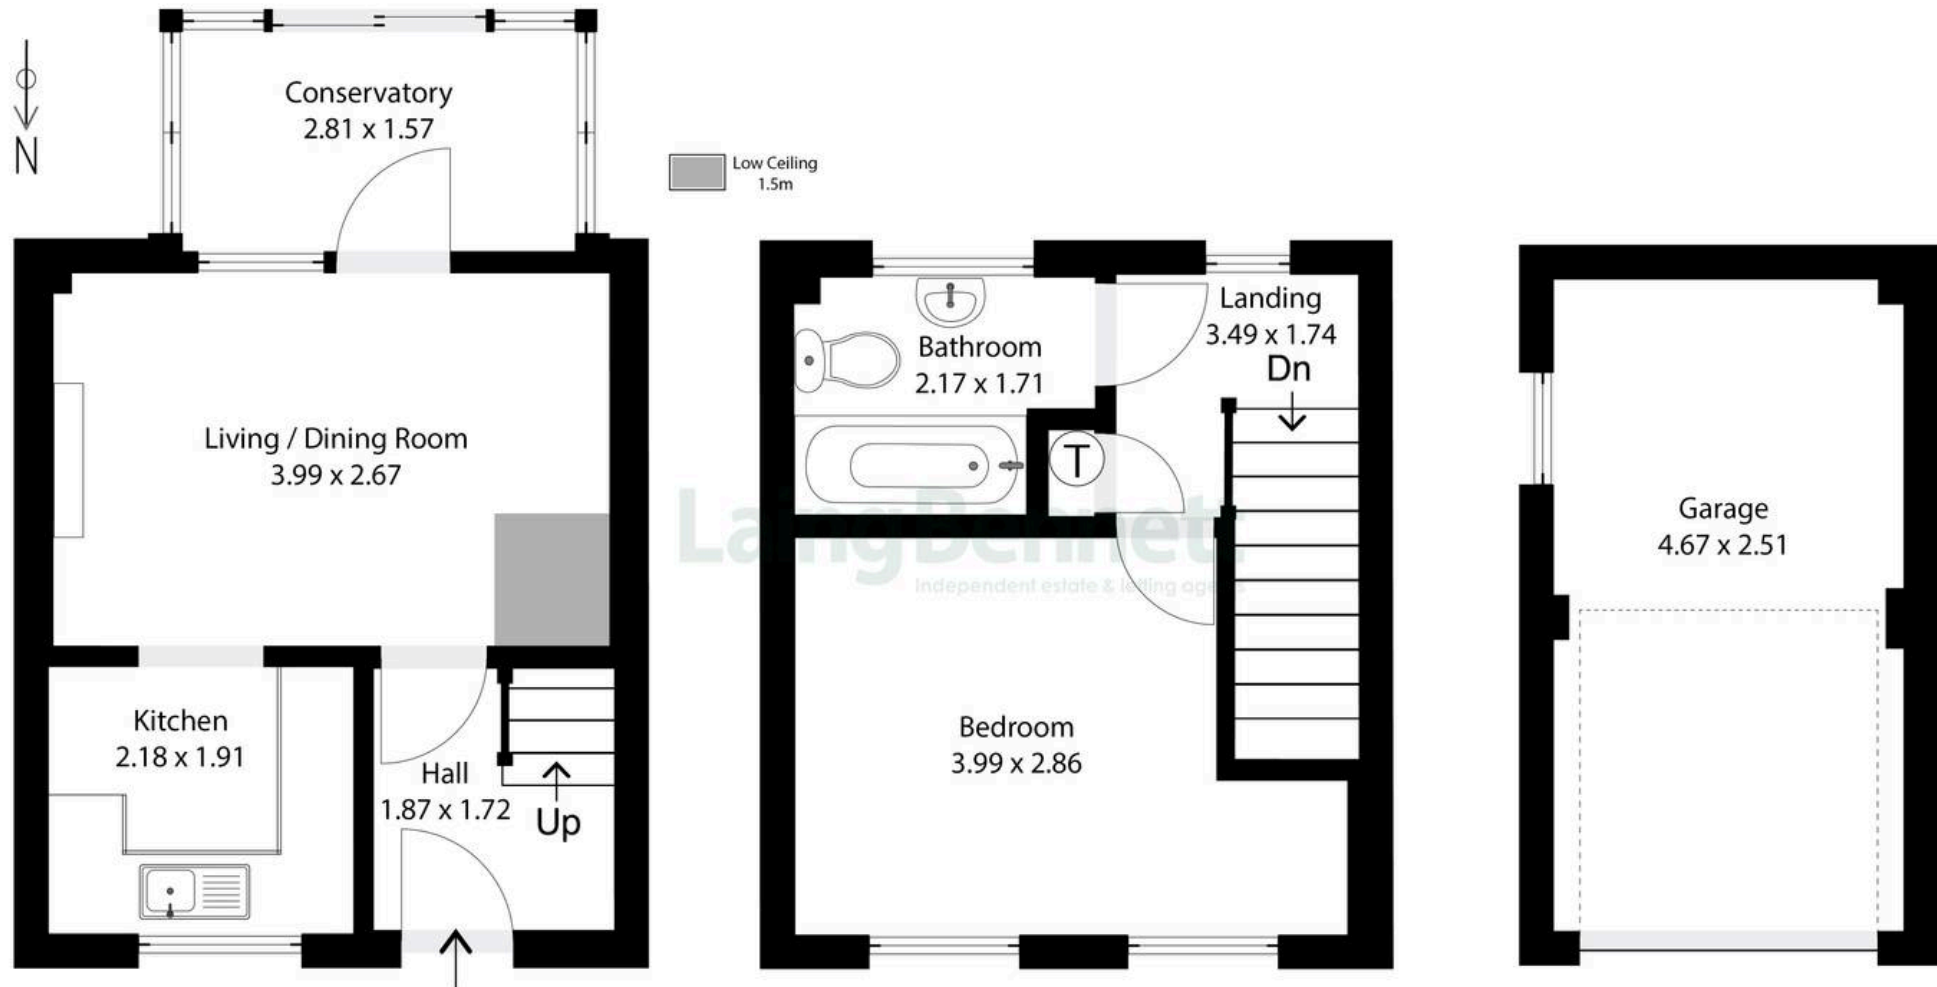 N
Conservatory
2.81 x 1.57
Low Ceiling
1.5m
Living / Dining Room
3.99 x 2.67
Kitchen
2.18 x 1.91
Hall
1.87 x 1.72
Up
Bathroom
2.17 x 1.71
Landing
3.49 x 1.74
Dn
T
Laing Bennett
Independent estate & letting agents
Bedroom
3.99 x 2.86
Garage
4.67 x 2.51